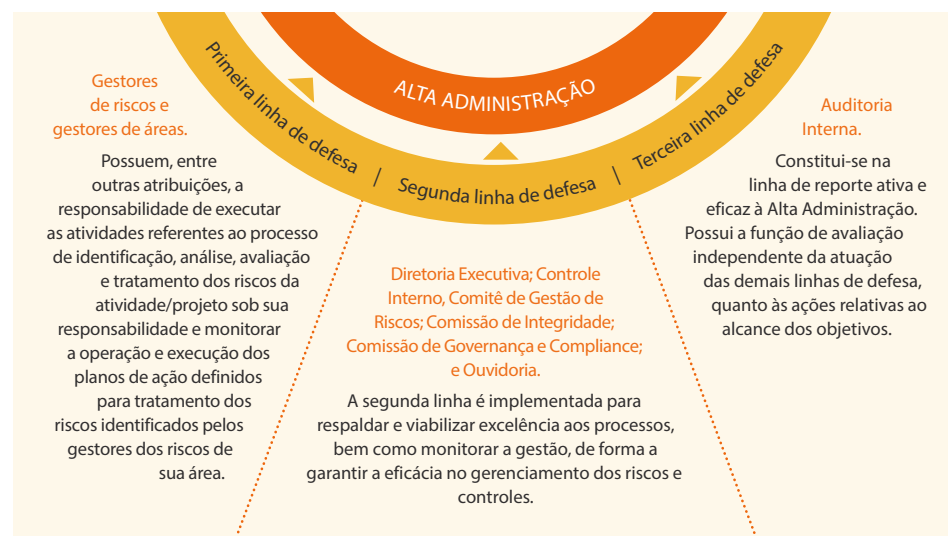 ALTA ADMINISTRAÇÃO
Primeira linha de defesa | Segunda linha de defesa | Terceira linha de defesa
Gestores
de riscos e
gestores de áreas.
Possuem, entre
outras atribuições, a
responsabilidade de executar
as atividades referentes ao processo
de identificação, análise, avaliação
e tratamento dos riscos da
atividade/projeto sob sua
responsabilidade e monitorar
a operação e execução dos
planos de ação definidos
para tratamento dos
riscos identificados pelos
gestores dos riscos de
sua área.
Diretoria Executiva; Controle
Interno, Comitê de Gestão de
Riscos; Comissão de Integridade;
Comissão de Governança e Compliance;
e Ouvidoria.
A segunda linha é implementada para
respaldar e viabilizar excelência aos processos,
bem como monitorar a gestão, de forma a
garantir a eficácia no gerenciamento dos riscos e
controles.
Auditoria
Interna.
Constitui-se na
linha de reporte ativa e
eficaz à Alta Administração.
Possui a função de avaliação
independente da atuação
das demais linhas de defesa,
quanto às ações relativas ao
alcance dos objetivos.